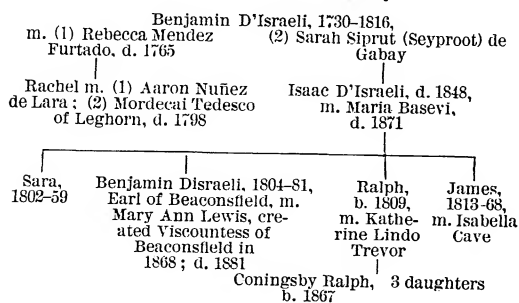 Benjamin D'Israeli, 1730-1816,
m. (1) Rebecca Mendez
Furtado, d. 1765
(2) Sarah Siprut (Seyproot) de
Gabay
Rachel m. (1) Aaron Nuñez
de Lara; (2) Mordecai Tedesco
of Leghorn, d. 1798
Isaac D'Israeli, d. 1848,
m. Maria Basevi,
d. 1871
Sara,
1802-59
Benjamin Disraeli, 1804-81,
Earl of Beaconsfield, m.
Mary Ann Lewis, cre-
ated Viscountess of
Beaconsfield in
1868; d. 1881
Ralph,
b. 1809,
m. Kathe-
rine Lindo
Trevor
James,
1813-68,
m. Isabella
Cave
Coningsby Ralph,
b. 1867
3 daughters